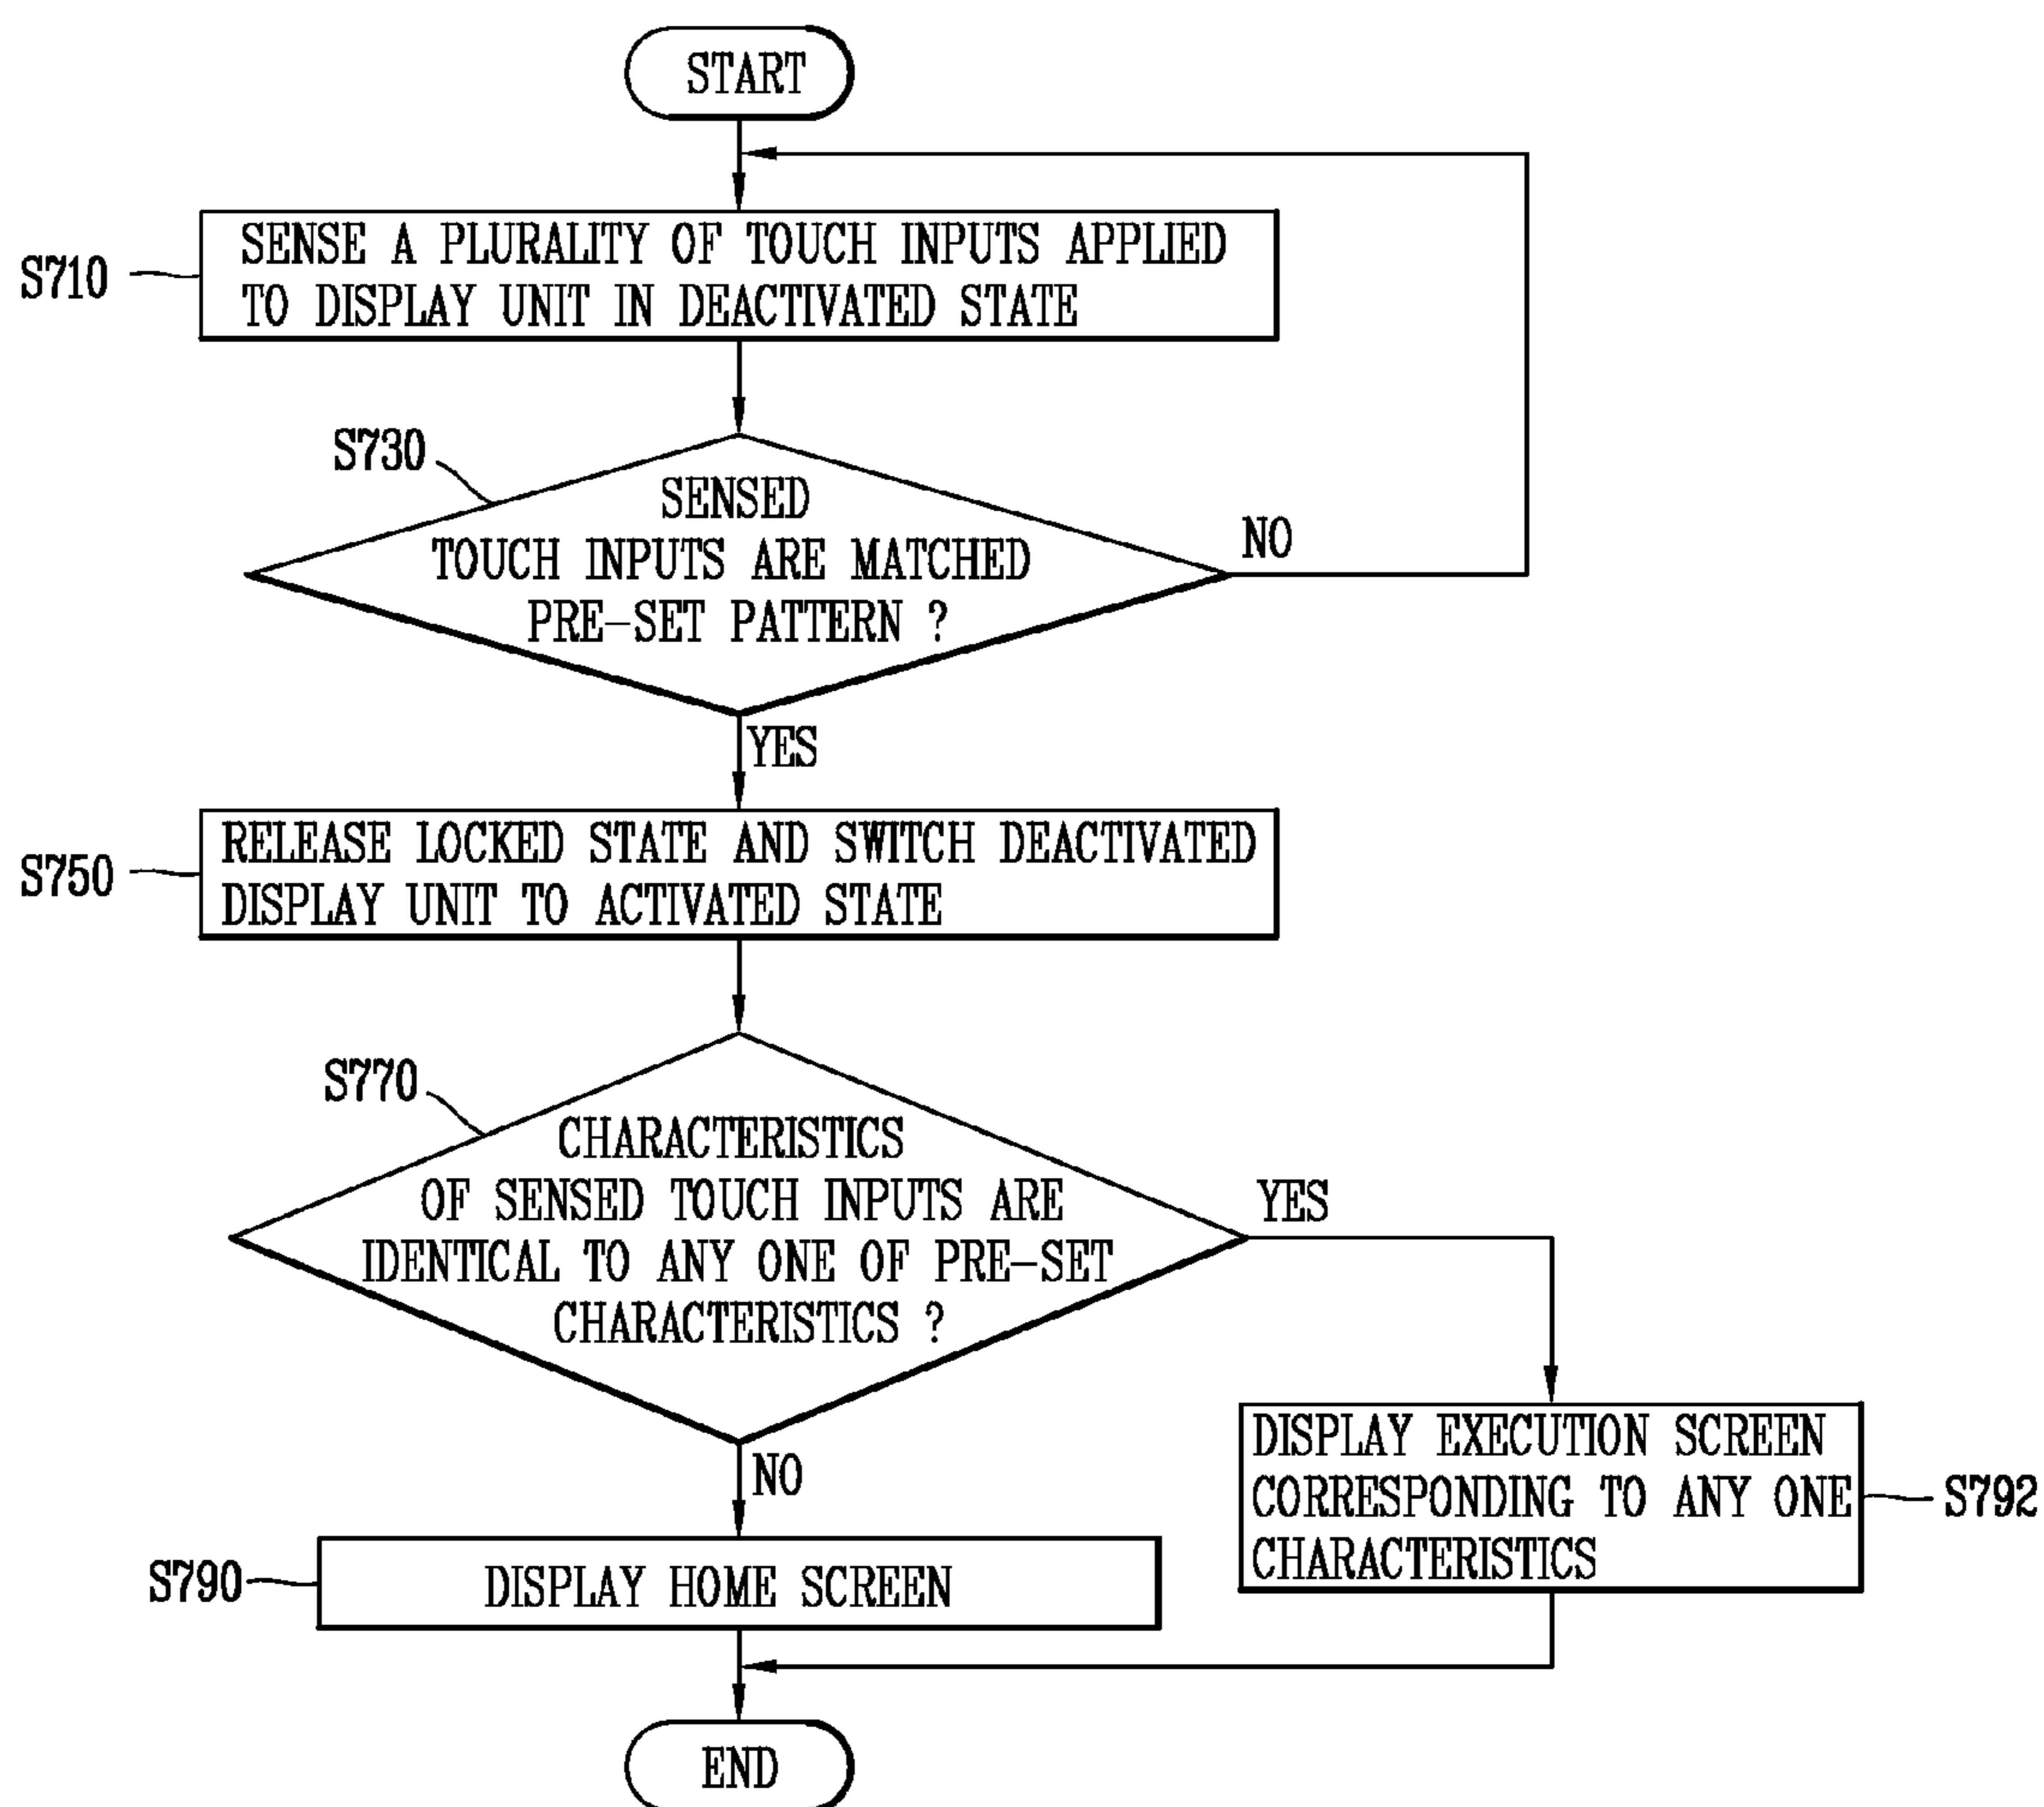 START
S710
SENSE A PLURALITY OF TOUCH INPUTS APPLIED
TO DISPLAY UNIT IN DEACTIVATED STATE
S730
SENSED
TOUCH INPUTS ARE MATCHED
PRE-SET PATTERN ?
NO
YES
S750
RELEASE LOCKED STATE AND SWITCH DEACTIVATED
DISPLAY UNIT TO ACTIVATED STATE
S770
CHARACTERISTICS
OF SENSED TOUCH INPUTS ARE
IDENTICAL TO ANY ONE OF PRE-SET
CHARACTERISTICS ?
YES
NO
DISPLAY EXECUTION SCREEN
CORRESPONDING TO ANY ONE
CHARACTERISTICS
S792
S790
DISPLAY HOME SCREEN
END